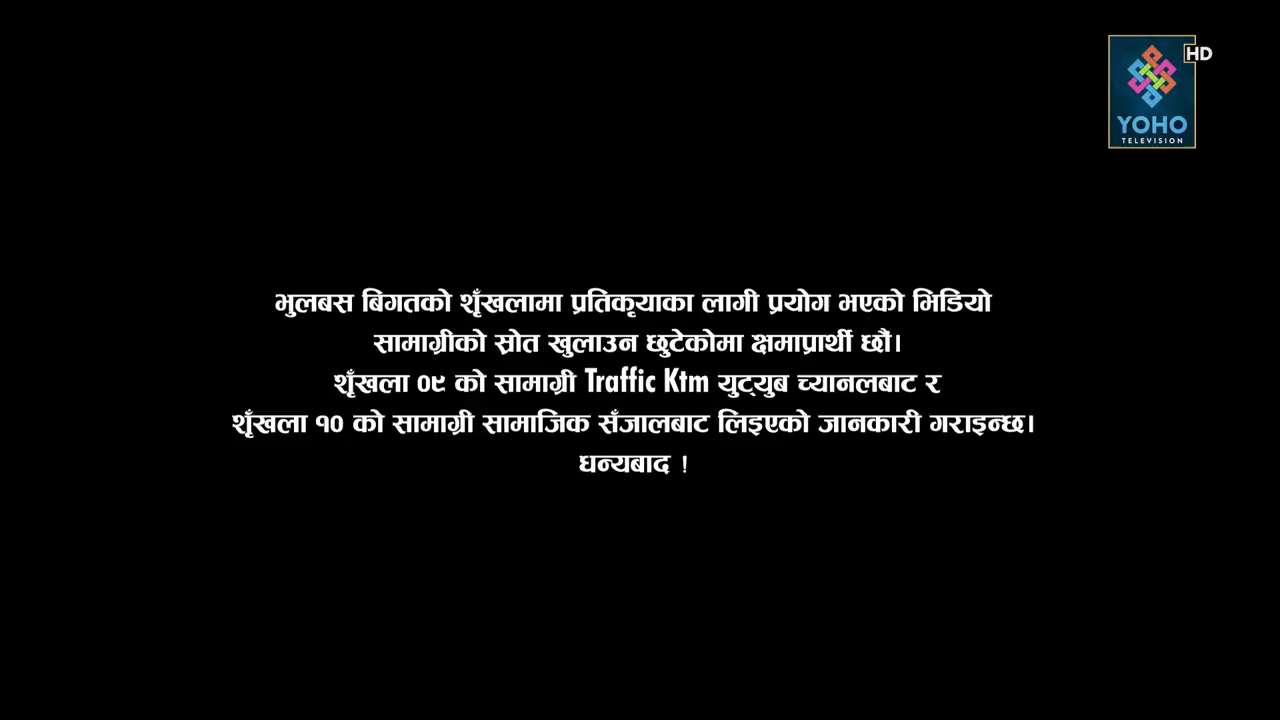 HD
YOHO
TELEVISION
भुलबस बिगतको शृँखलामा प्रतिकृयाका लागी प्रयोग भएको भिडियो
सामाग्रीको स्रोत खुलाउन छुटेकोमा क्षमाप्रार्थी छौं।
शृँखला ०९ को सामाग्री Traffic Ktm युट्युब च्यानलबाट र
शृँखला १० को सामाग्री सामाजिक सँजालबाट लिइएको जानकारी गराइन्छ।
धन्यबाद !